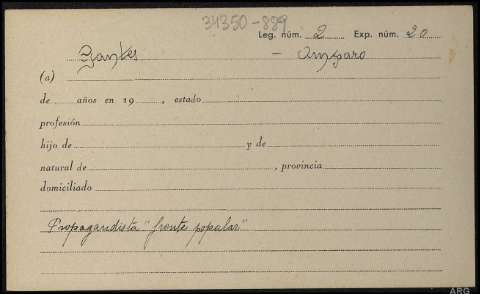 34350-889
Leg. núm. 2 Exp. núm. 20
Amparo
(a)
de años en 19 , estado
profesión
hijo de y de
natural de , provincia
domiciliado
Propagandista "frente popular"
ARG